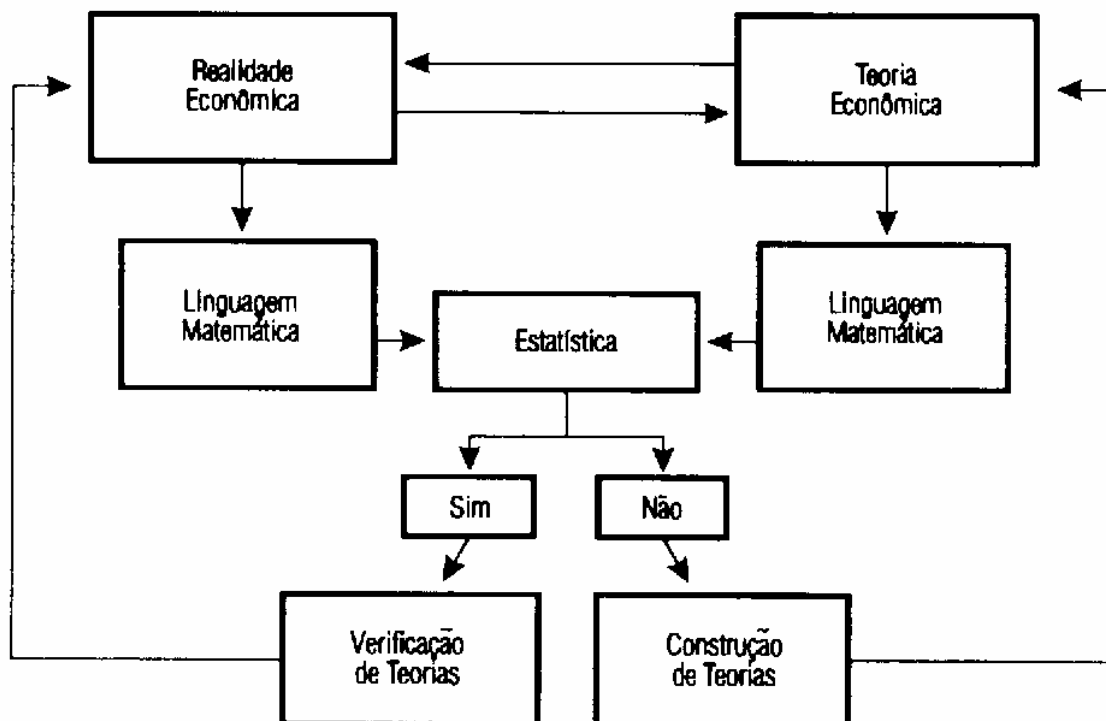 Realidade
Econômica
Teoria
Econômica
Linguagem
Matemática
Estatística
Linguagem
Matemática
Sim
Não
Verificação
de Teorias
Construção
de Teorias